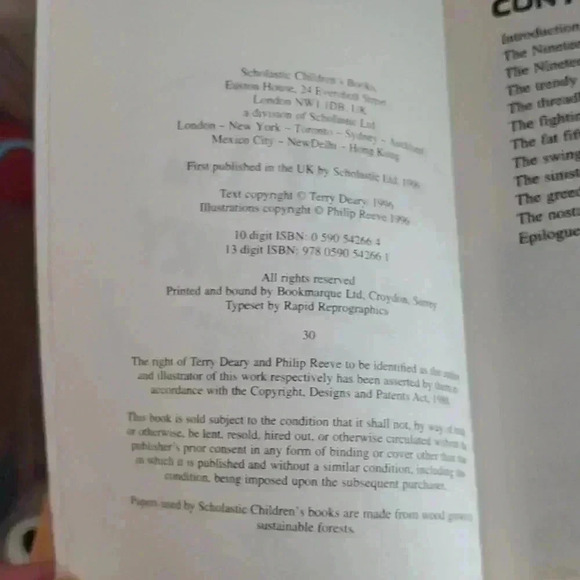 Scholastic Children's Books,
Euston House, 24 Eversholt Street,
London NW1 1DB, UK
a division of Scholastic Ltd
London ~ New York ~ Toronto ~ Sydney ~ Auckland
Mexico City ~ New Delhi ~ Hong Kong
First published in the UK by Scholastic Ltd, 1996
Text copyright © Terry Deary, 1996
Illustrations copyright © Philip Reeve 1996
10 digit ISBN: 0 590 54266 4
13 digit ISBN: 978 0590 54266 1
All rights reserved
Printed and bound by Bookmarque Ltd, Croydon, Surrey
Typeset by Rapid Reprographics
30
The right of Terry Deary and Philip Reeve to be identified as the author
and illustrator of this work respectively has been asserted by them in
accordance with the Copyright, Designs and Patents Act, 1988.
This book is sold subject to the condition that it shall not, by way of trade
or otherwise, be lent, resold, hired out, or otherwise circulated without the
publisher's prior consent in any form of binding or cover other than that
in which it is published and without a similar condition, including this
condition, being imposed upon the subsequent purchaser.
Papers used by Scholastic Children's books are made from wood grown in
sustainable forests.
CONT
Introduction
The Ninetee
The Ninetee
The trendy
The thread
The fightin
The fat fif
The swing
The sinist
The gree
The nost
Epilogue